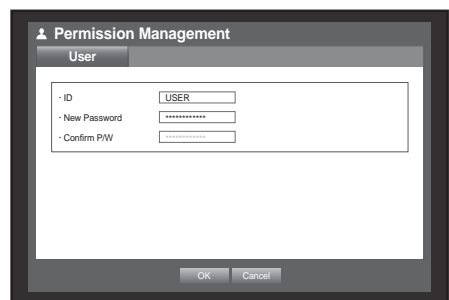 Permission Management
User
· ID USER
· New Password ************
· Confirm P/W ************
OK Cancel